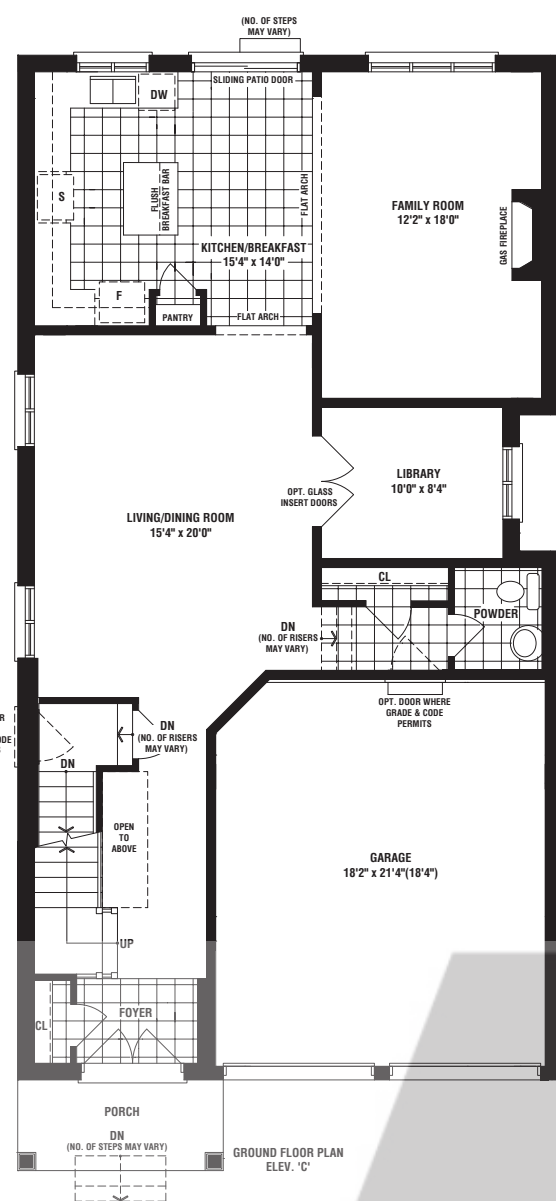 (NO. OF STEPS
MAY VARY)
SLIDING PATIO DOOR
DW
S
FLUSH
BREAKFAST BAR
FLAT ARCH
FAMILY ROOM
12'2" x 18'0"
GAS FIREPLACE
KITCHEN/BREAKFAST
15'4" x 14'0"
F
PANTRY
FLAT ARCH
LIBRARY
10'0" x 8'4"
OPT. GLASS
INSERT DOORS
LIVING/DINING ROOM
15'4" x 20'0"
CL
POWDER
DN
(NO. OF RISERS
MAY VARY)
OPT. DOOR WHERE
GRADE & CODE
PERMITS
R
ODE
DN
(NO. OF RISERS
MAY VARY)
DN
OPEN
TO
ABOVE
GARAGE
18'2" x 21'4"(18'4")
UP
FOYER
CL
PORCH
DN
(NO. OF STEPS MAY VARY)
GROUND FLOOR PLAN
ELEV. 'C'